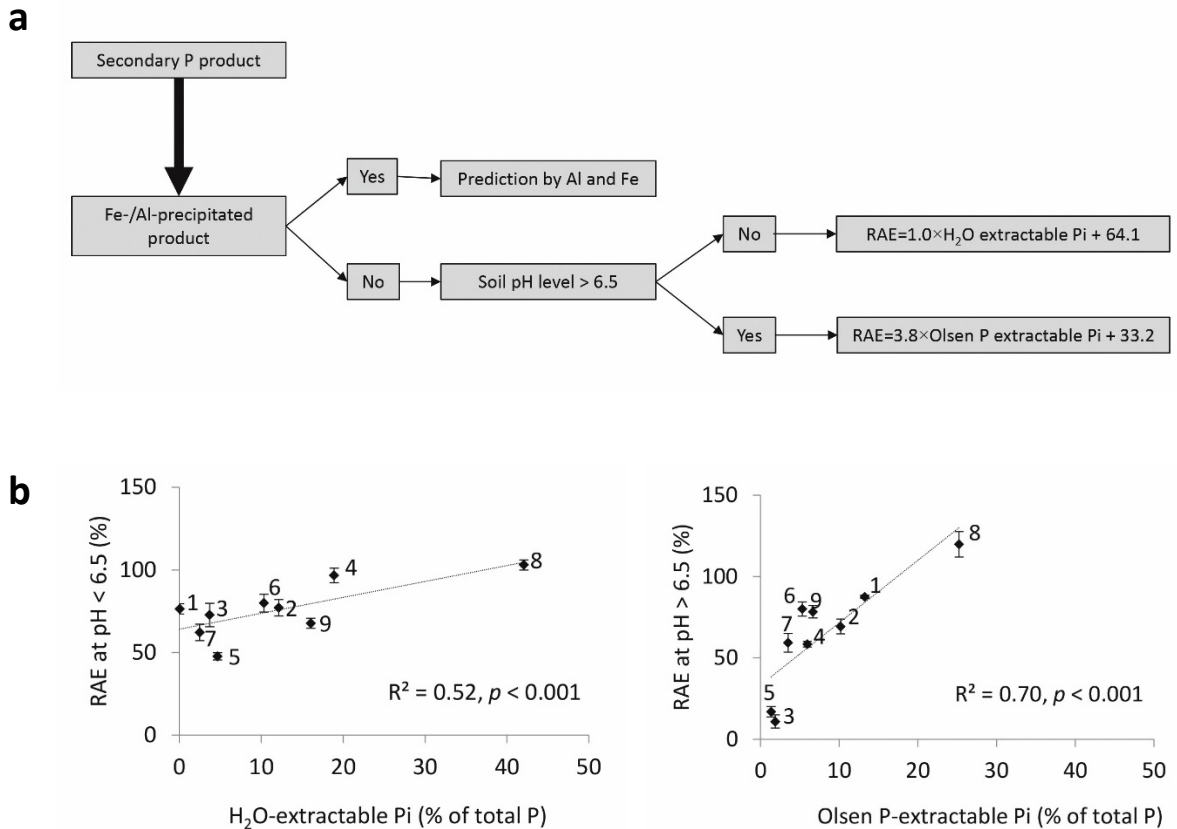 a
Secondary P product
Fe-/Al-precipitated
product
Yes
Prediction by Al and Fe
No
Soil pH level > 6.5
No
RAE=1.0×H₂O extractable Pi + 64.1
Yes
RAE=3.8×Olsen P extractable Pi + 33.2
b
RAE at pH < 6.5 (%)
150
100
50
0
0 10 20 30 40 50
1
3
7
5
6
2
9
4
8
R² = 0.52, p < 0.001
H₂O-extractable Pi (% of total P)
RAE at pH > 6.5 (%)
150
100
50
0
0 10 20 30 40 50
5
3
7
6
9
4
2
1
8
R² = 0.70, p < 0.001
Olsen P-extractable Pi (% of total P)